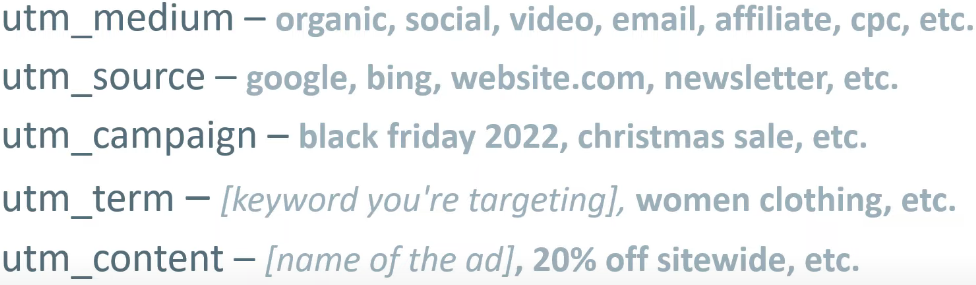 utm_medium – organic, social, video, email, affiliate, cpc, etc.
utm_source – google, bing, website.com, newsletter, etc.
utm_campaign – black friday 2022, christmas sale, etc.
utm_term – [keyword you're targeting], women clothing, etc.
utm_content – [name of the ad], 20% off sitewide, etc.